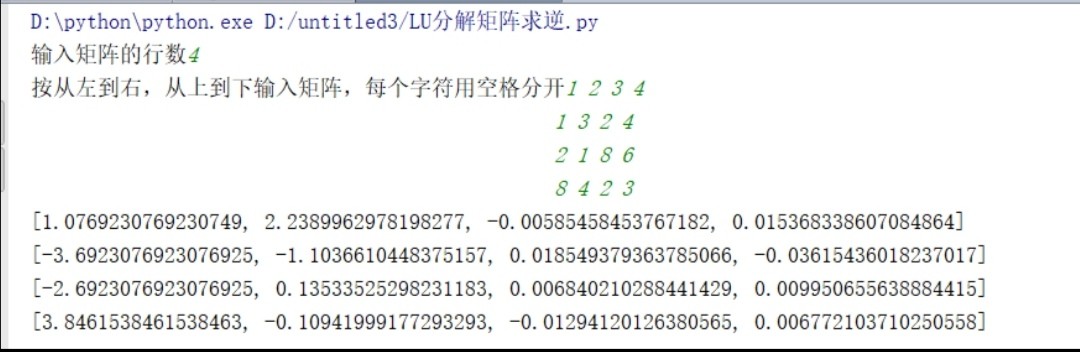 D:\python\python.exe D:/untitled3/LU分解矩阵求逆.py
输入矩阵的行数4
按从左到右，从上到下输入矩阵，每个字符用空格分开1 2 3 4
1 3 2 4
2 1 8 6
8 4 2 3
[1.0769230769230749, 2.2389962978198277, -0.00585458453767182, 0.015368338607084864]
[-3.6923076923076925, -1.1036610448375157, 0.018549379363785066, -0.03615436018237017]
[-2.6923076923076925, 0.13533525298231183, 0.006840210288441429, 0.009950655638884415]
[3.8461538461538463, -0.10941999177293293, -0.01294120126380565, 0.006772103710250558]